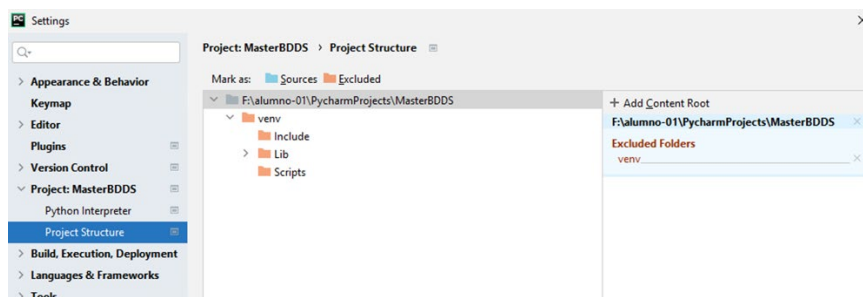 PC Settings
Project: MasterBDDS › Project Structure
Mark as: Sources Excluded
Appearance & Behavior
Keymap
Editor
Plugins
Version Control
Project: MasterBDDS
Python Interpreter
Project Structure
Build, Execution, Deployment
Languages & Frameworks
Tools
F:\alumno-01\PycharmProjects\MasterBDDS
venv
Include
Lib
Scripts
+ Add Content Root
F:\alumno-01\PycharmProjects\MasterBDDS
Excluded Folders
venv